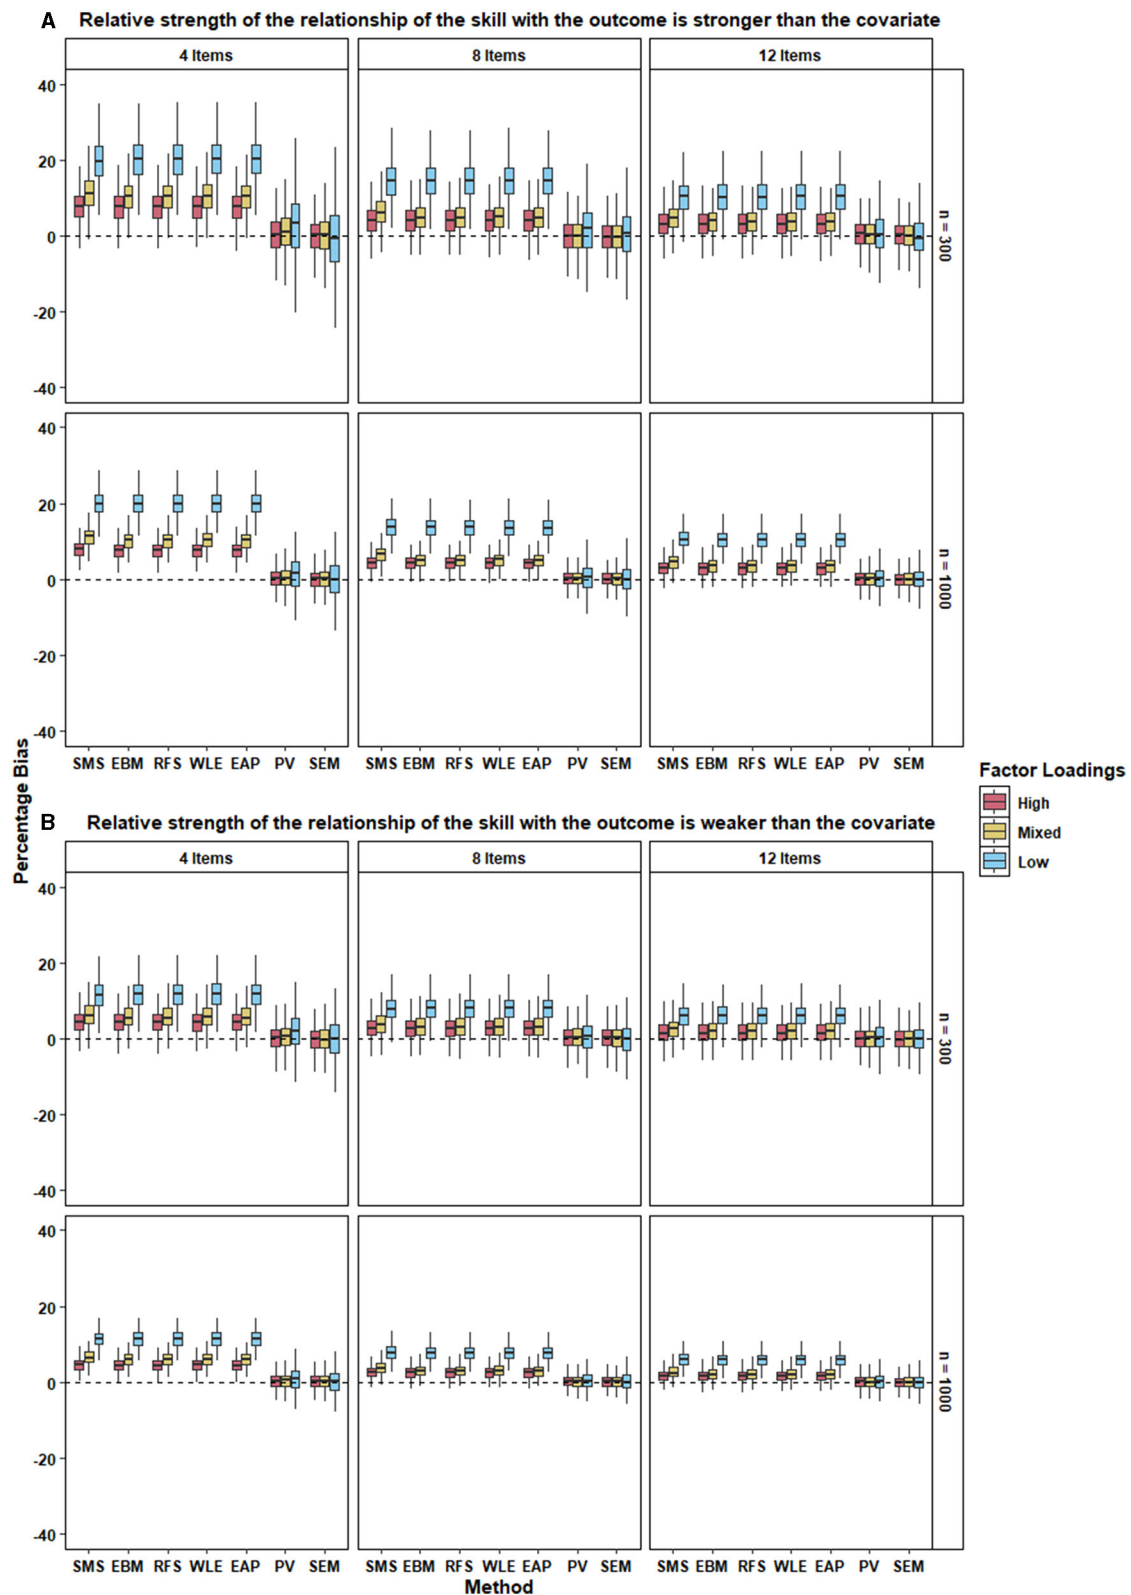 A Relative strength of the relationship of the skill with the outcome is stronger than the covariate
4 Items 8 Items 12 Items
40
20
0
-20
-40
n = 300
40
20
0
-20
-40
n = 1000
SMS EBM RFS WLE EAP PV SEM SMS EBM RFS WLE EAP PV SEM SMS EBM RFS WLE EAP PV SEM
Percentage Bias
Factor Loadings
High
Mixed
Low
B Relative strength of the relationship of the skill with the outcome is weaker than the covariate
4 Items 8 Items 12 Items
40
20
0
-20
-40
n = 300
40
20
0
-20
-40
n = 1000
SMS EBM RFS WLE EAP PV SEM SMS EBM RFS WLE EAP PV SEM SMS EBM RFS WLE EAP PV SEM
Method